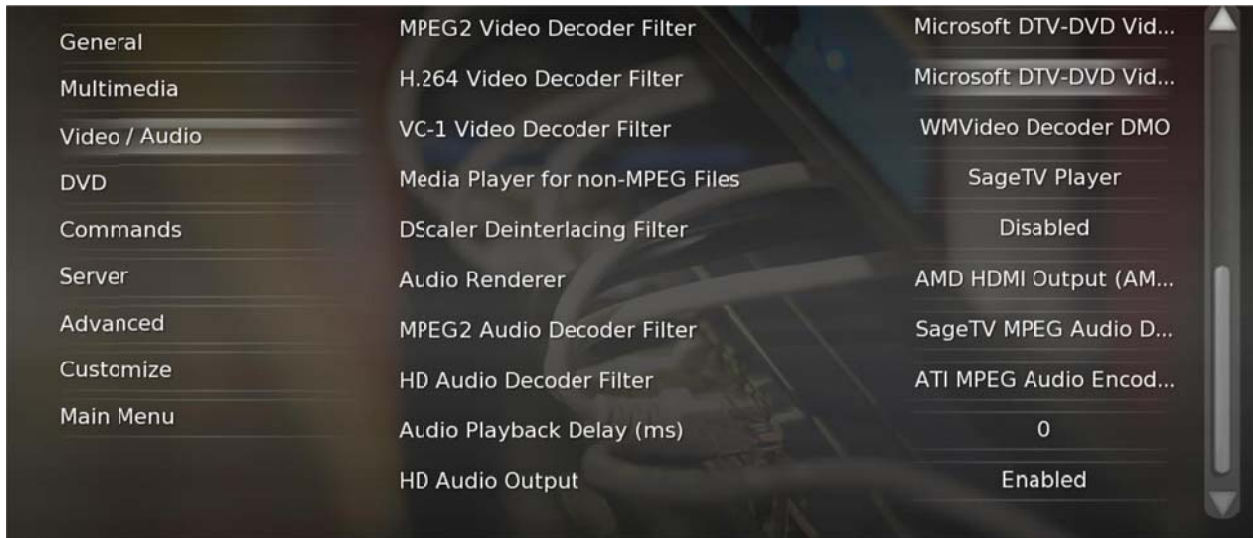 General
Multimedia
Video / Audio
DVD
Commands
Server
Advanced
Customize
Main Menu
MPEG2 Video Decoder Filter Microsoft DTV-DVD Vid...
H.264 Video Decoder Filter Microsoft DTV-DVD Vid...
VC-1 Video Decoder Filter WMVideo Decoder DMO
Media Player for non-MPEG Files SageTV Player
DScaler Deinterlacing Filter Disabled
Audio Renderer AMD HDMI Output (AM...
MPEG2 Audio Decoder Filter SageTV MPEG Audio D...
HD Audio Decoder Filter ATI MPEG Audio Encod...
Audio Playback Delay (ms) 0
HD Audio Output Enabled